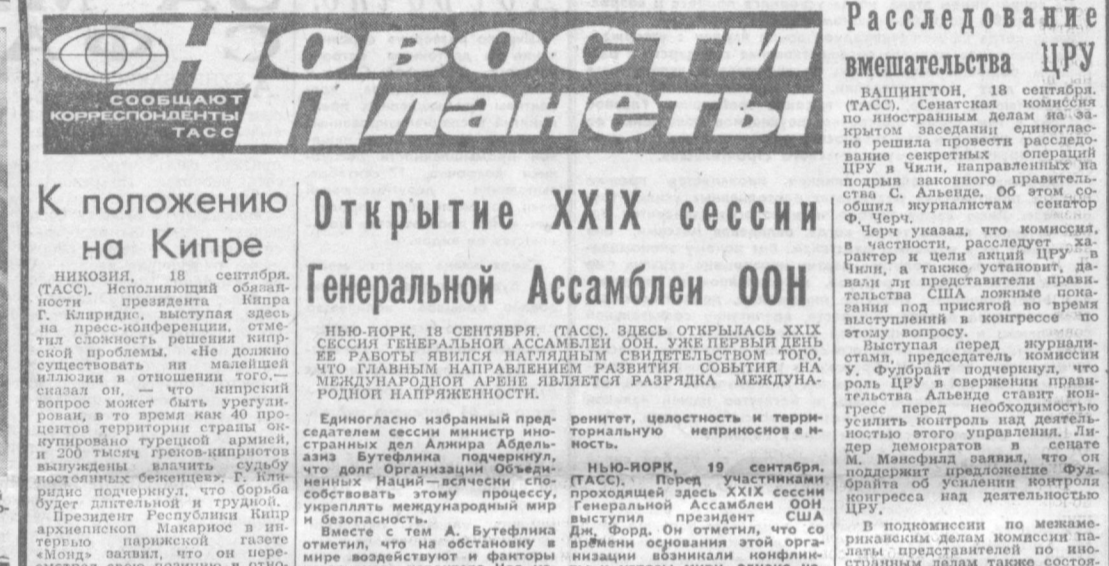 Новости
Планеты
СООБЩАЮТ
КОРРЕСПОНДЕНТЫ
ТАСС
К положению
на Кипре
НИКОЗИЯ, 18 сентября.
(ТАСС). Исполняющий обязан-
ности президента Кипра
Г. Клиридис, выступая здесь
на пресс-конференции, отме-
тил сложность решения кипр-
ской проблемы. «Не должно
существовать ни малейшей
иллюзии в отношении того,—
сказал он, — что кипрский
вопрос может быть урегули-
рован, в то время как 40 про-
центов территории страны ок-
купировано турецкой армией,
и 200 тысяч греков-киприотов
вынуждены влачить судьбу
постоянных беженцев». Г. Кли-
ридис подчеркнул, что борьба
будет длительной и трудной.
Президент Республики Кипр
архиепископ Макариос в ин-
тервью парижской газете
«Монд» заявил, что он пере-
смотрел свою позицию в отно-
Открытие XXIX сессии
Генеральной Ассамблеи ООН
НЬЮ-ЙОРК, 18 СЕНТЯБРЯ. (ТАСС). ЗДЕСЬ ОТКРЫЛАСЬ XXIX
СЕССИЯ ГЕНЕРАЛЬНОЙ АССАМБЛЕИ ООН. УЖЕ ПЕРВЫЙ ДЕНЬ
ЕЕ РАБОТЫ ЯВИЛСЯ НАГЛЯДНЫМ СВИДЕТЕЛЬСТВОМ ТОГО,
ЧТО ГЛАВНЫМ НАПРАВЛЕНИЕМ РАЗВИТИЯ СОБЫТИЙ НА
МЕЖДУНАРОДНОЙ АРЕНЕ ЯВЛЯЕТСЯ РАЗРЯДКА МЕЖДУНА-
РОДНОЙ НАПРЯЖЕННОСТИ.
Единогласно избранный пред-
седателем сессии министр ино-
странных дел Алжира Абдель-
азиз Бутефлика подчеркнул,
что долг Организации Объеди-
ненных Наций—всячески спо-
собствовать этому процессу,
укреплять международный мир
и безопасность.
Вместе с тем А. Бутефлика
отметил, что на обстановку в
мире воздействуют и факторы
ренитет, целостность и терри-
ториальную неприкосновен-
ность.
НЬЮ-ЙОРК, 19 сентября.
(ТАСС). Перед участниками
проходящей здесь XXIX сессии
Генеральной Ассамблеи ООН
выступил президент США
Дж. Форд. Он отметил, что со
времени основания этой орга-
низации возникали конфлик-
Расследование
вмешательства ЦРУ
ВАШИНГТОН, 18 сентября.
(ТАСС). Сенатская комиссия
по иностранным делам на за-
крытом заседании единоглас-
но решила провести расследо-
вание секретных операций
ЦРУ в Чили, направленных на
подрыв законного правитель-
ства С. Альенде. Об этом со-
общил журналистам сенатор
Ф. Черч.
Черч указал, что комиссия,
в частности, расследует ха-
рактер и цели акций ЦРУ в
Чили, а также установит, да-
вали ли представители прави-
тельства США ложные пока-
зания под присягой во время
выступлений в конгрессе по
этому вопросу.
Выступая перед журнали-
стами, председатель комиссии
У. Фулбрайт подчеркнул, что
роль ЦРУ в свержении прави-
тельства Альенде ставит кон-
гресс перед необходимостью
усилить контроль над деятель-
ностью этого управления. Ли-
дер демократов в сенате
М. Мэнсфилд заявил, что он
поддержит предложение Фул-
брайта об усилении контроля
конгресса над деятельностью
ЦРУ.
В подкомиссии по межаме-
риканским делам комиссии па-
латы представителей по ино-
странным делам также состоя-